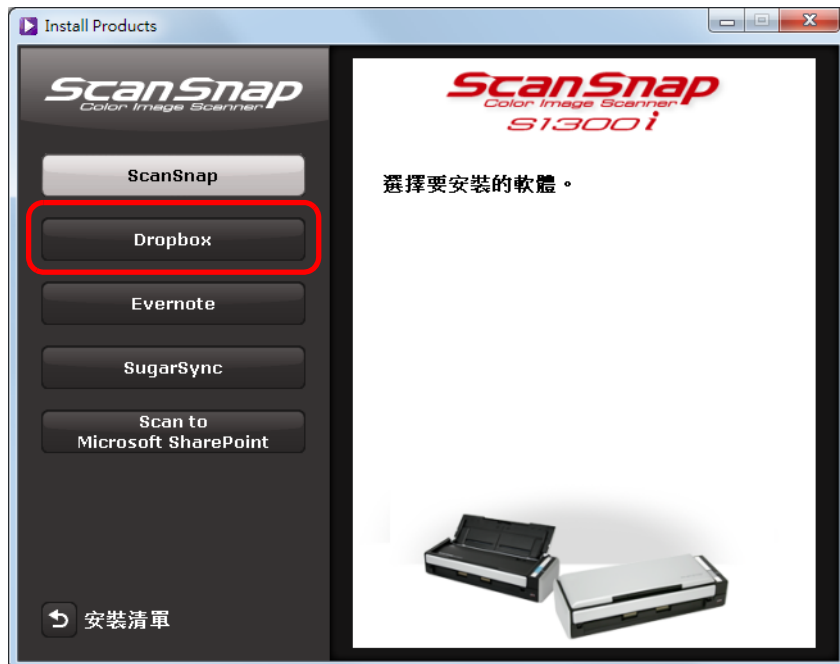 Install Products
ScanSnap
Color Image Scanner
ScanSnap
Dropbox
Evernote
SugarSync
Scan to
Microsoft SharePoint
安裝清單
ScanSnap
Color Image Scanner
S1300i
選擇要安裝的軟體。